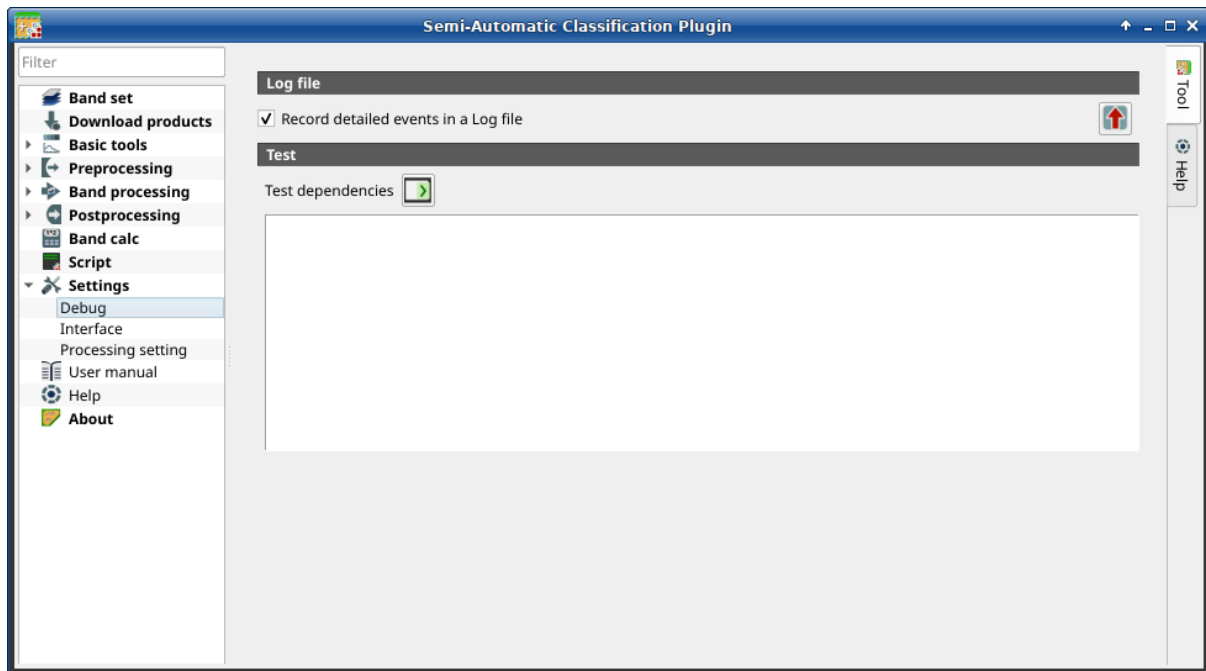 Semi-Automatic Classification Plugin
Filter
Band set
Download products
Basic tools
Preprocessing
Band processing
Postprocessing
Band calc
Script
Settings
Debug
Interface
Processing setting
User manual
Help
About
Log file
Record detailed events in a Log file
Test
Test dependencies
Tool
Help